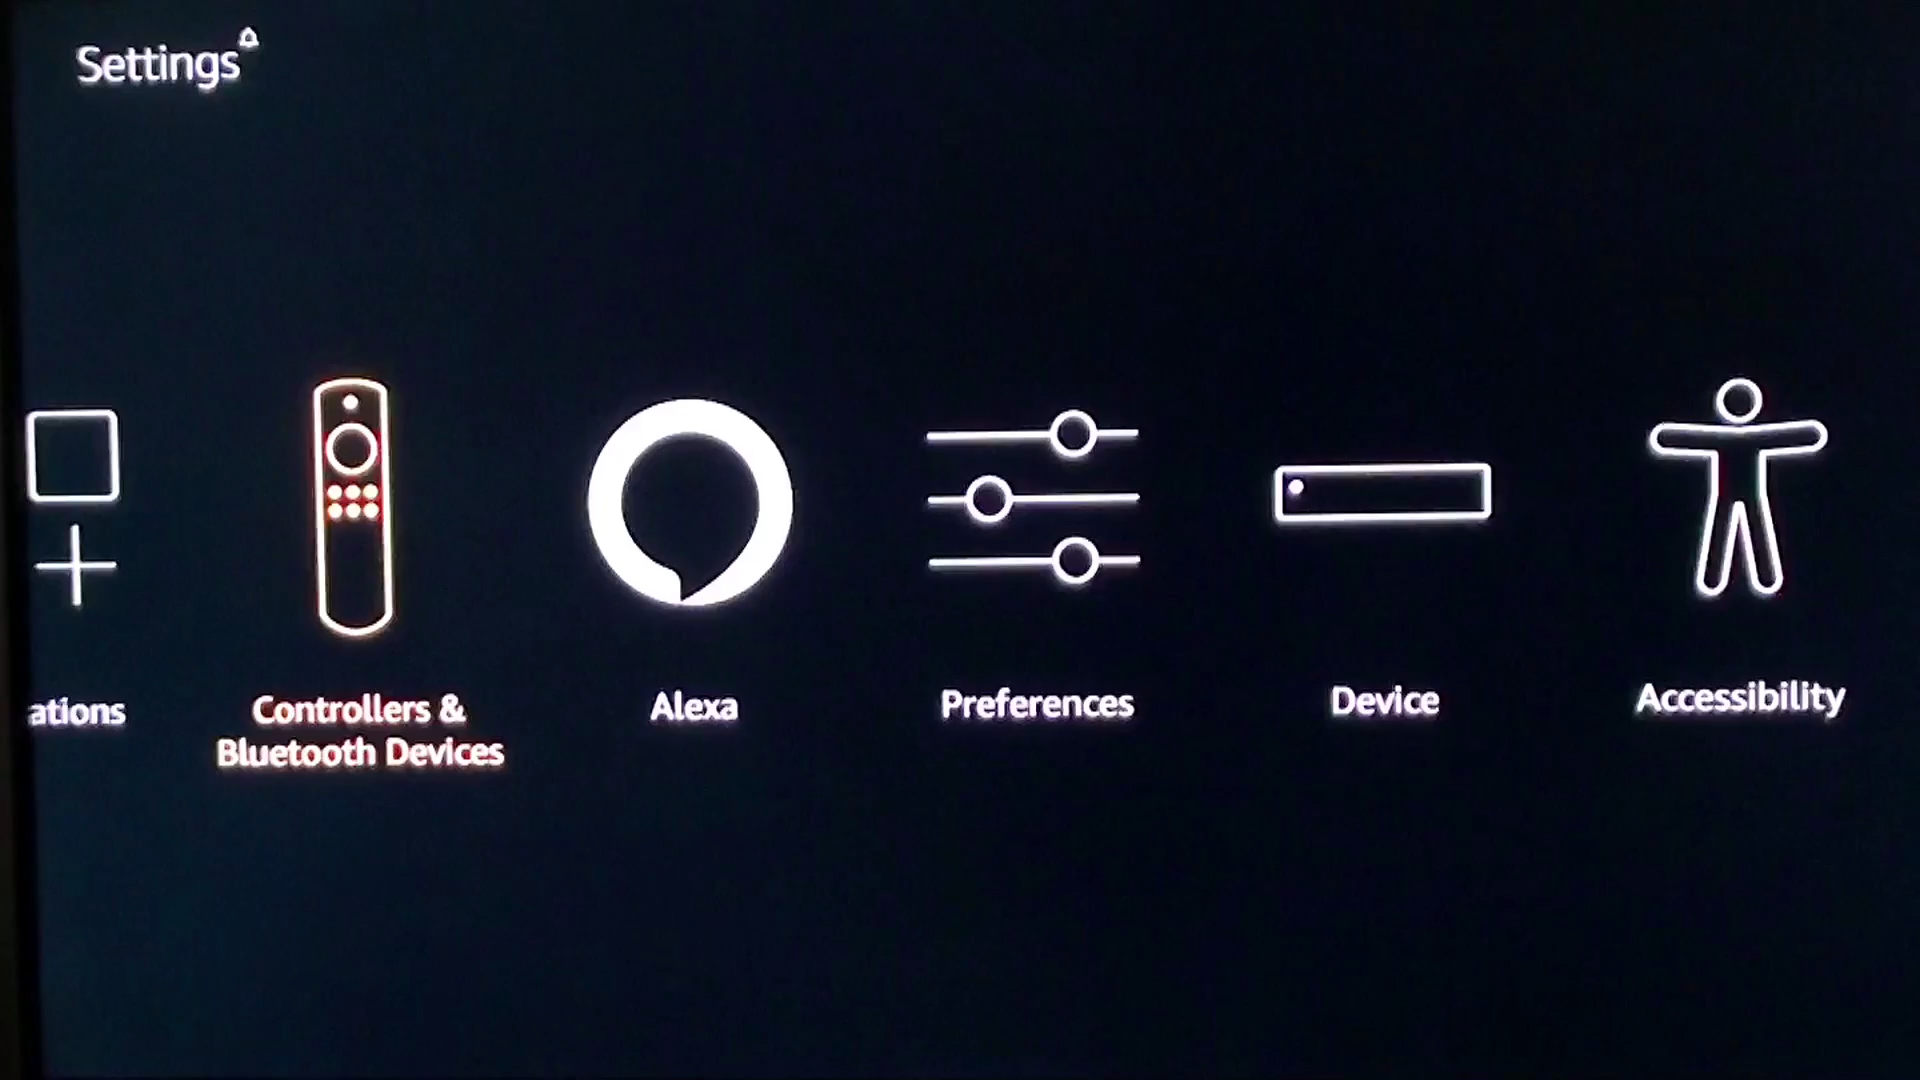 Settings
ations
Controllers &
Bluetooth Devices
Alexa
Preferences
Device
Accessibility